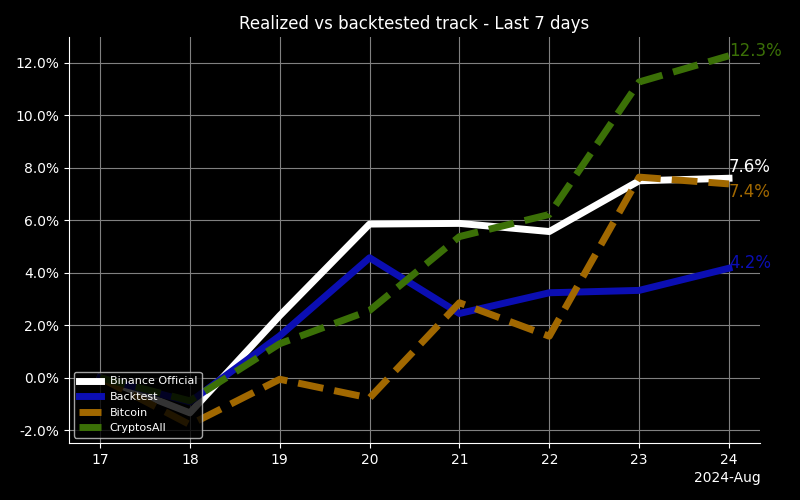 Realized vs backtested track - Last 7 days
12.0%
10.0%
8.0%
6.0%
4.0%
2.0%
0.0%
-2.0%
12.3%
7.6%
7.4%
4.2%
Binance Official
Backtest
Bitcoin
CryptosAll
17 18 19 20 21 22 23 24
2024-Aug